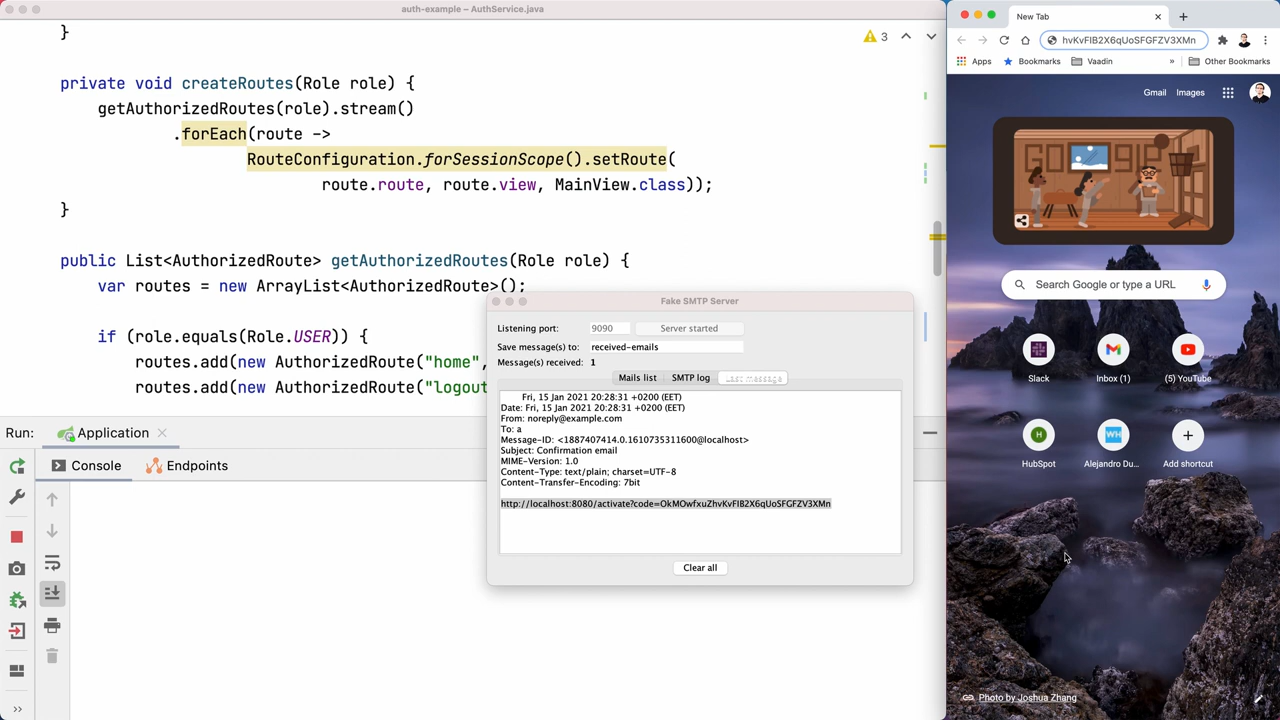 auth-example – AuthService.java
}
3
private void createRoutes(Role role) {
getAuthorizedRoutes(role).stream()
.forEach(route ->
RouteConfiguration.forSessionScope().setRoute(
route.route, route.view, MainView.class));
}
public List<AuthorizedRoute> getAuthorizedRoutes(Role role) {
var routes = new ArrayList<AuthorizedRoute>();
if (role.equals(Role.USER)) {
routes.add(new AuthorizedRoute("home",
routes.add(new AuthorizedRoute("logout
Run:
Application
Console
Endpoints
Fake SMTP Server
Listening port:
9090
Server started
Save message(s) to:
received-emails
Message(s) received: 1
Mails list
SMTP log
Last message
Fri, 15 Jan 2021 20:28:31 +0200 (EET)
Date: Fri, 15 Jan 2021 20:28:31 +0200 (EET)
From: noreply@example.com
To: a
Message-ID: <1887407414.0.1610735311600@localhost>
Subject: Confirmation email
MIME-Version: 1.0
Content-Type: text/plain; charset=UTF-8
Content-Transfer-Encoding: 7bit
http://localhost:8080/activate?code=OkMOwfxuZhvKvFIB2X6qUoSFGFZV3XMn
Clear all
New Tab
hvKvFIB2X6qUoSFGFZV3XMn
Apps
Bookmarks
Vaadin
»
Other Bookmarks
Gmail
Images
Search Google or type a URL
Slack
Inbox (1)
(5) YouTube
H
WH
HubSpot
Alejandro Du...
Add shortcut
Photo by Joshua Zhang